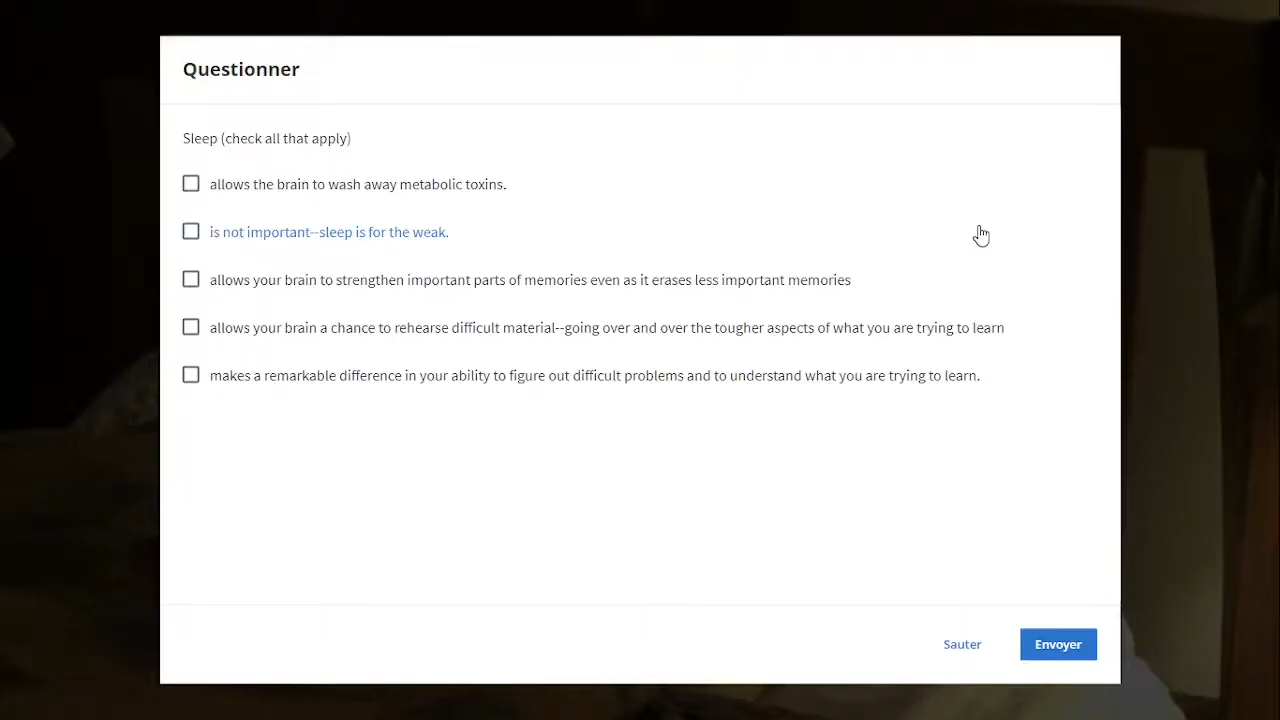 Questionner
Sleep (check all that apply)
allows the brain to wash away metabolic toxins.
is not important--sleep is for the weak.
allows your brain to strengthen important parts of memories even as it erases less important memories
allows your brain a chance to rehearse difficult material--going over and over the tougher aspects of what you are trying to learn
makes a remarkable difference in your ability to figure out difficult problems and to understand what you are trying to learn.
Sauter
Envoyer